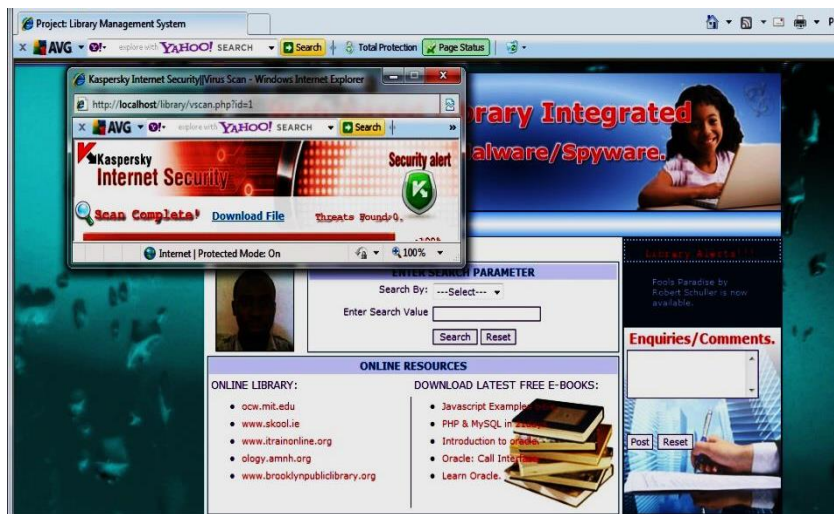 Project: Library Management System
x AVG explore with YAHOO! SEARCH Search Total Protection Page Status
Kaspersky Internet Security||Virus Scan - Windows Internet Explorer
http://localhost/library/vscan.php?id=1
x AVG explore with YAHOO! SEARCH Search »
Kaspersky
Internet Security
Security alert
Scan Complete! Download File Threats Found:0.
100%
Internet | Protected Mode: On 100%
rary Integrated
alware/Spyware.
ENTER SEARCH PARAMETER
Search By: ---Select---
Enter Search Value
Search Reset
Library Alerts!!!
Fools Paradise by
Robert Schuller is now
available.
Enquiries/Comments.
Post Reset
ONLINE RESOURCES
ONLINE LIBRARY:
ocw.mit.edu
www.skool.ie
www.itrainonline.org
ology.amnh.org
www.brooklynpubliclibrary.org
DOWNLOAD LATEST FREE E-BOOKS:
Javascript Example
PHP & MySQL in
Introduction to oracle.
Oracle: Call Interface.
Learn Oracle.